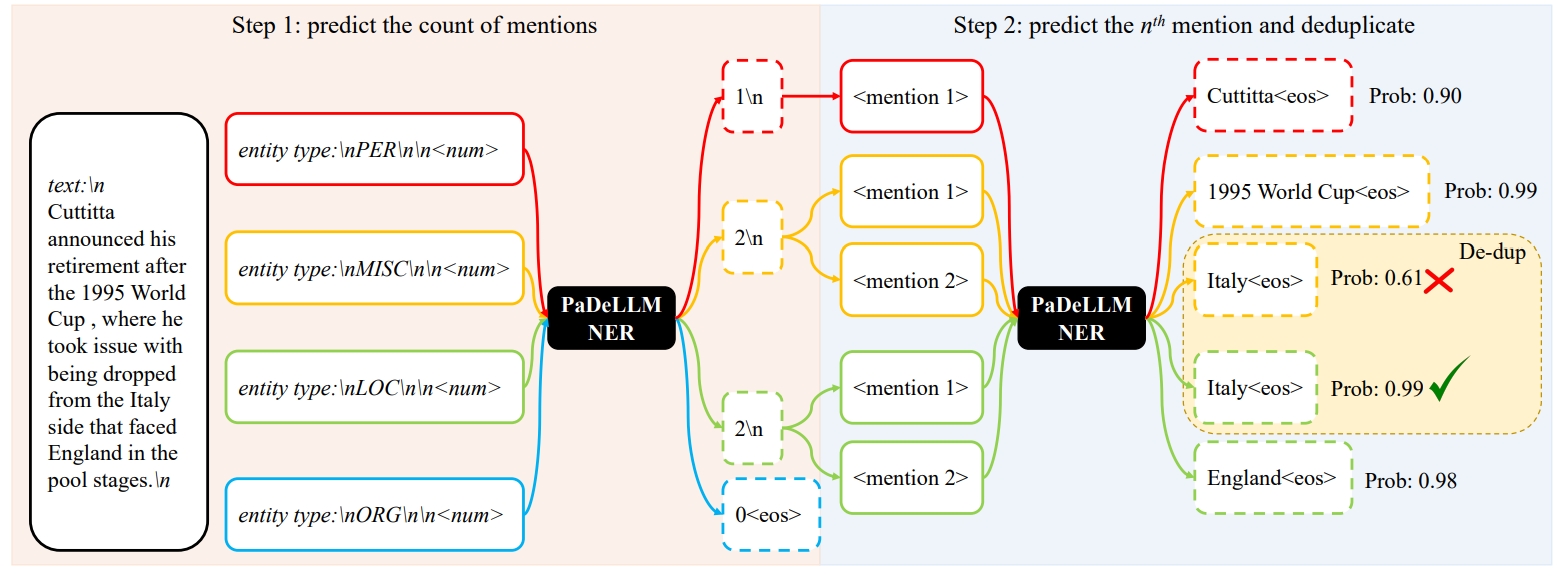 Step 1: predict the count of mentions
text:\n
Cuttitta
announced his
retirement after
the 1995 World
Cup , where he
took issue with
being dropped
from the Italy
side that faced
England in the
pool stages.\n
entity type:\nPER\n\n<num>
entity type:\nMISC\n\n<num>
entity type:\nLOC\n\n<num>
entity type:\nORG\n\n<num>
PaDeLLM
NER
1\n
2\n
2\n
0<eos>
Step 2: predict the nth mention and deduplicate
<mention 1>
<mention 1>
<mention 2>
<mention 1>
<mention 2>
PaDeLLM
NER
Cuttitta<eos> Prob: 0.90
1995 World Cup<eos> Prob: 0.99
De-dup
Italy<eos> Prob: 0.61
Italy<eos> Prob: 0.99
England<eos> Prob: 0.98